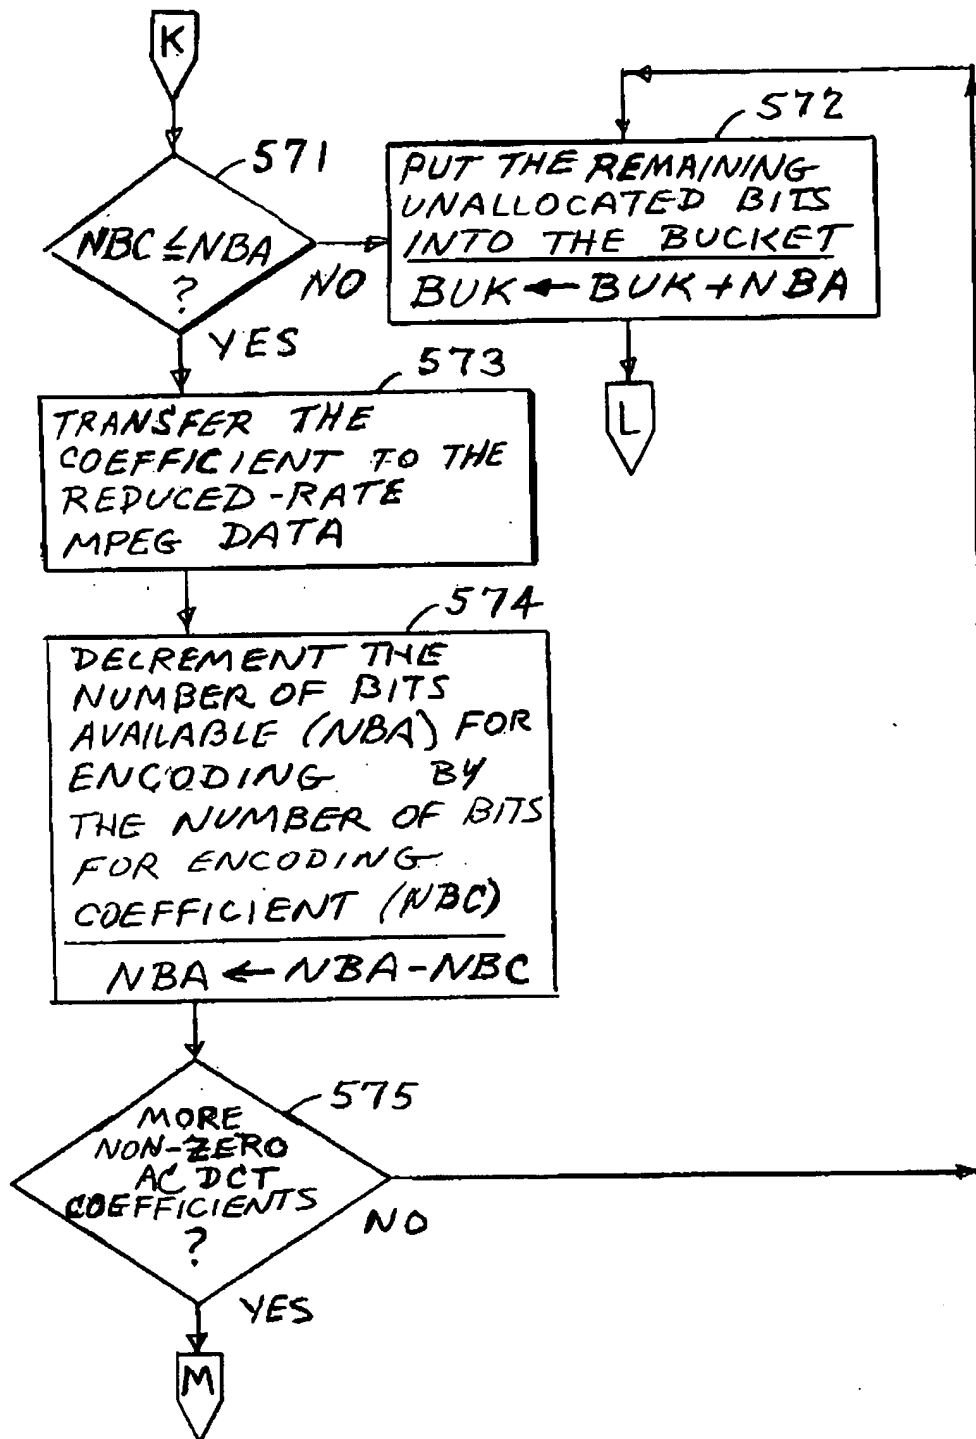 K
571
NBC ≤ NBA
?
NO
YES
572
PUT THE REMAINING
UNALLOCATED BITS
INTO THE BUCKET
BUK ← BUK + NBA
L
573
TRANSFER THE
COEFFICIENT TO THE
REDUCED-RATE
MPEG DATA
574
DECREMENT THE
NUMBER OF BITS
AVAILABLE (NBA) FOR
ENCODING BY
THE NUMBER OF BITS
FOR ENCODING
COEFFICIENT (NBC)
NBA ← NBA - NBC
575
MORE
NON-ZERO
AC DCT
COEFFICIENTS
?
NO
YES
M